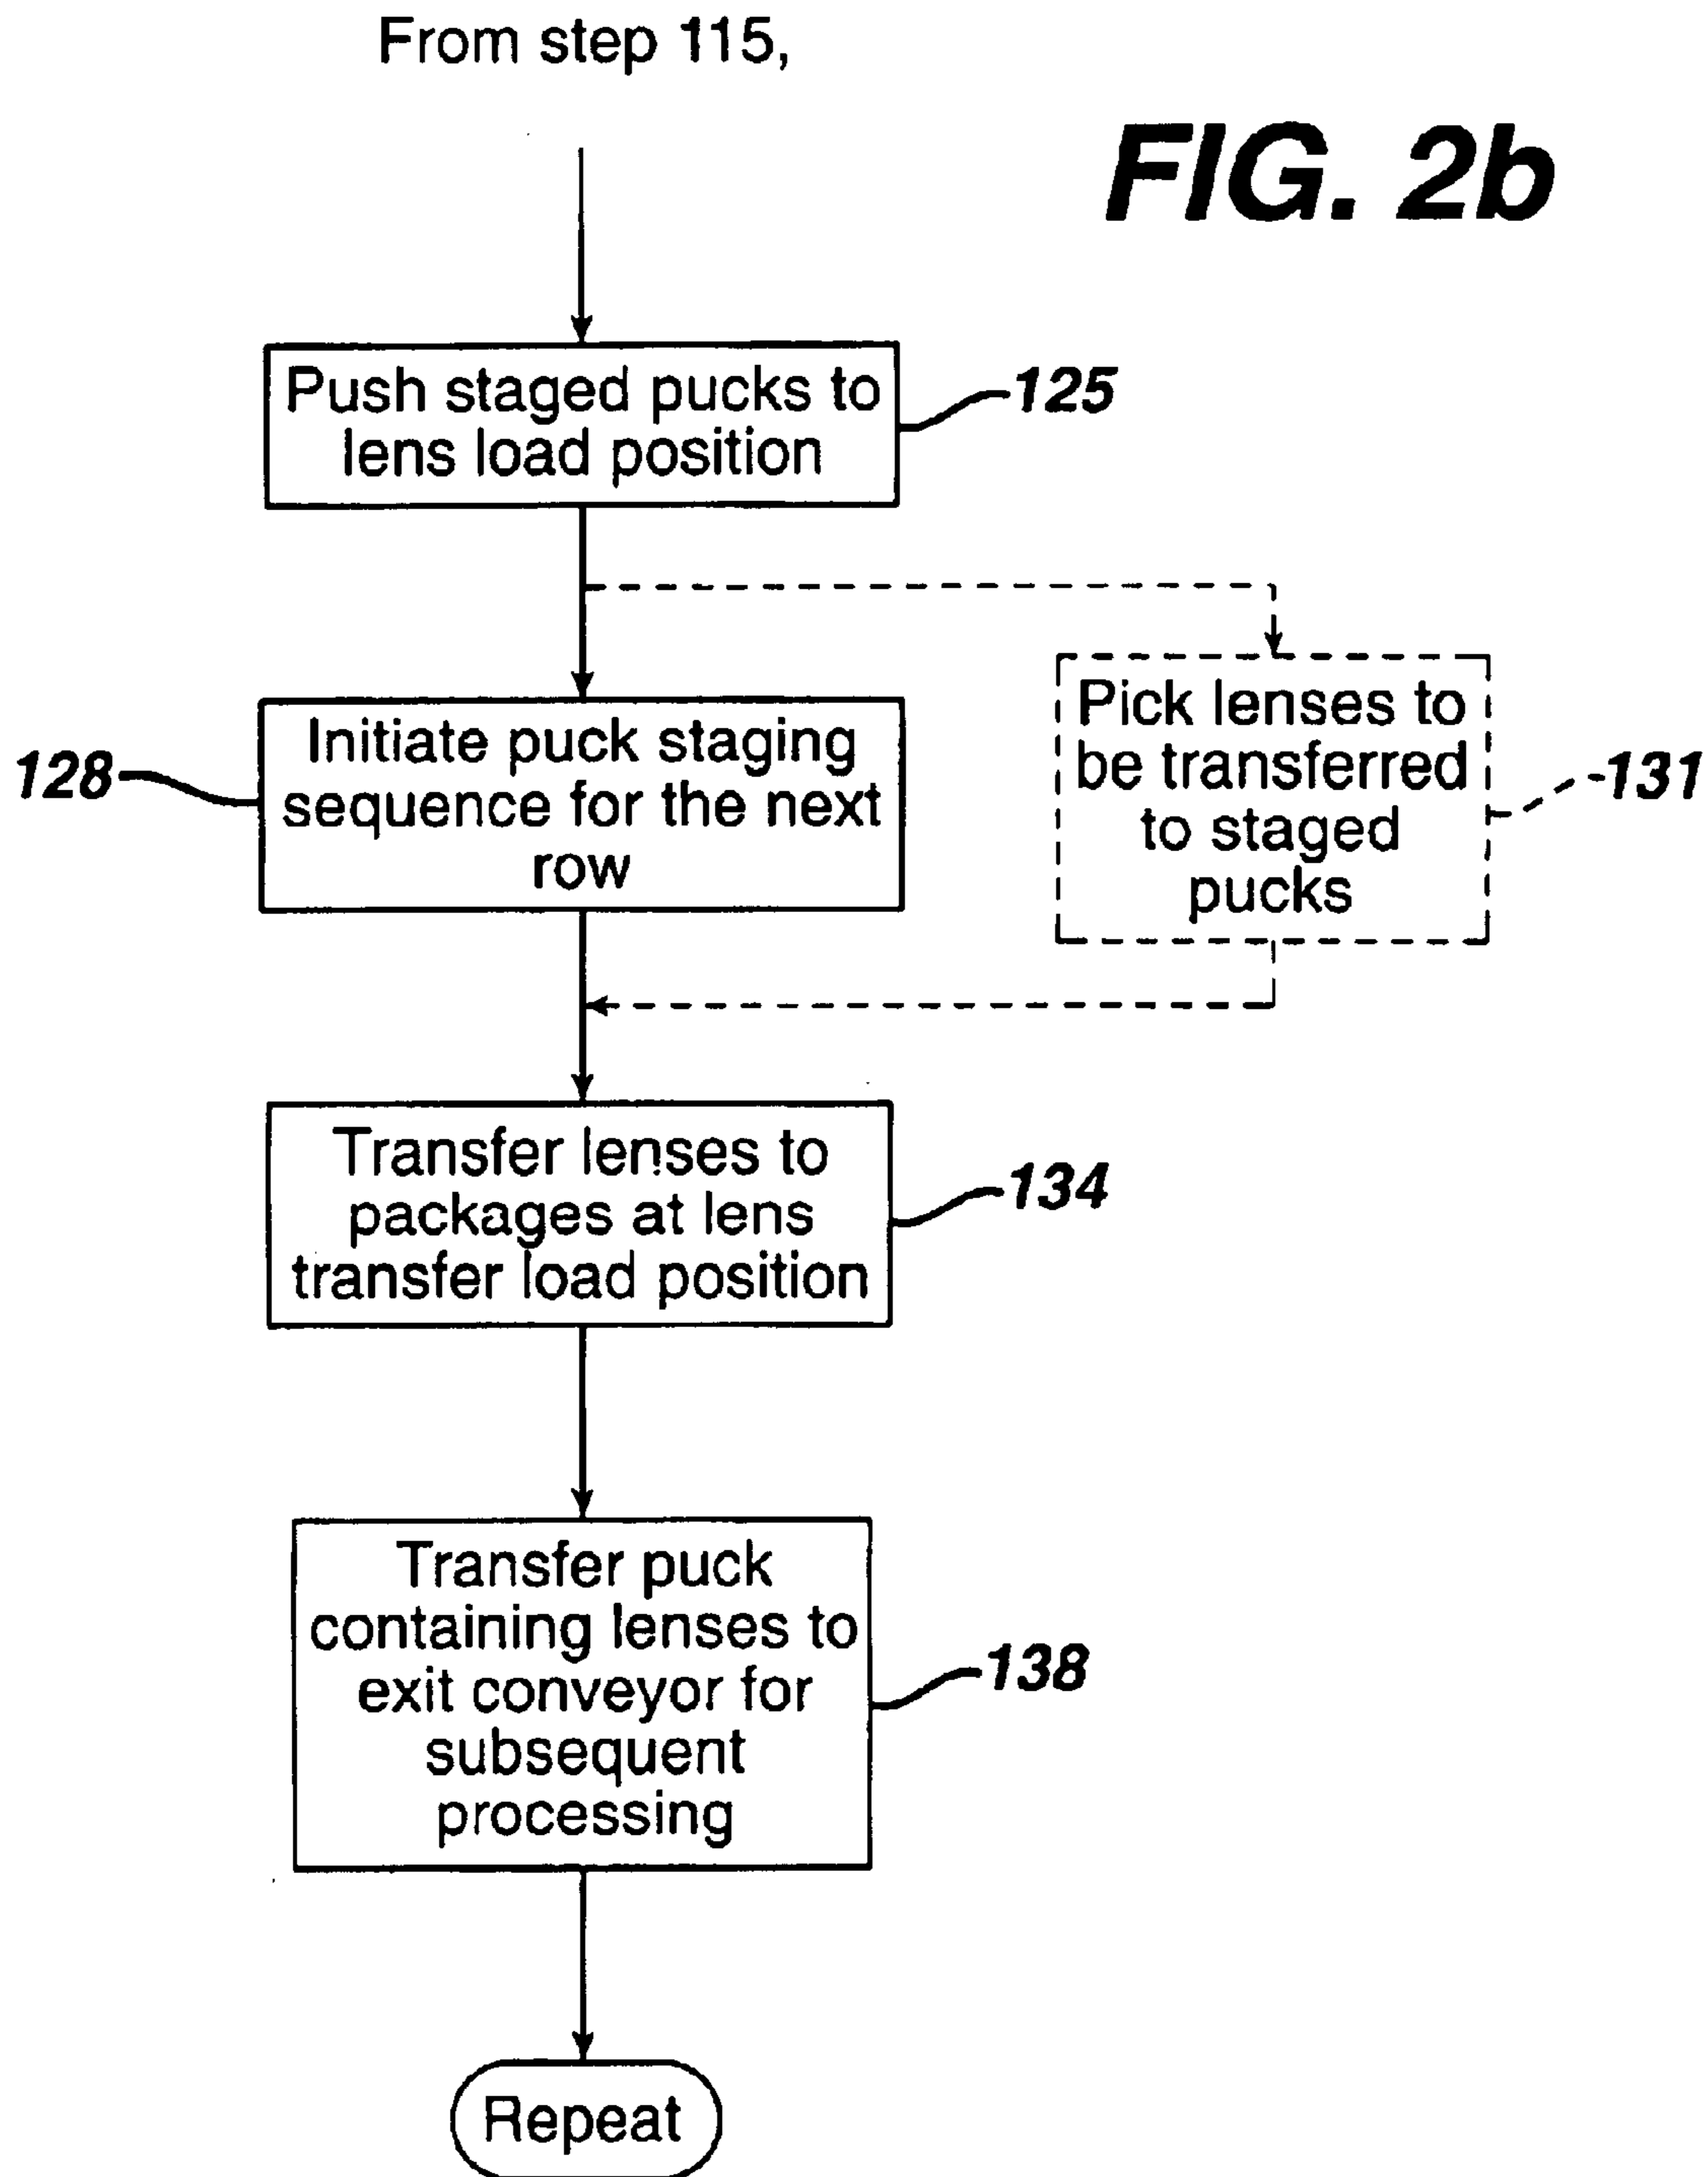 From step 115,
FIG. 2b
Push staged pucks to
lens load position
125
Initiate puck staging
sequence for the next
row
128
Pick lenses to
be transferred
to staged
pucks
131
Transfer lenses to
packages at lens
transfer load position
134
Transfer puck
containing lenses to
exit conveyor for
subsequent
processing
138
Repeat